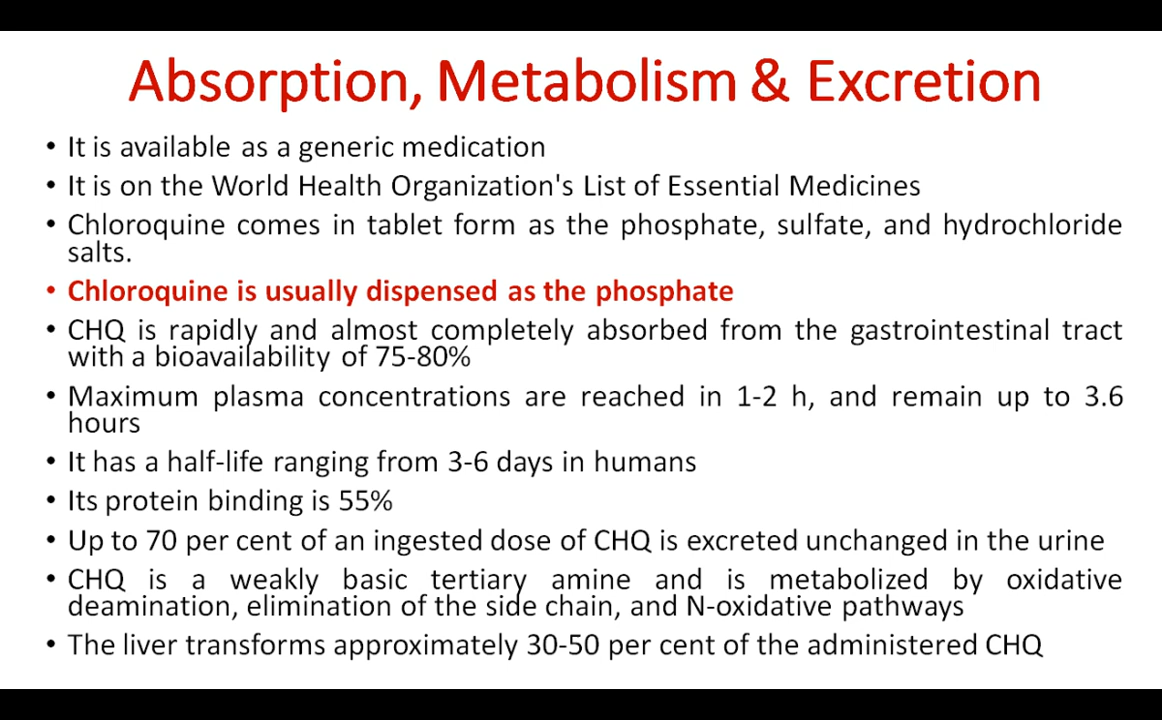 Absorption, Metabolism & Excretion
• It is available as a generic medication
• It is on the World Health Organization's List of Essential Medicines
• Chloroquine comes in tablet form as the phosphate, sulfate, and hydrochloride
salts.
• Chloroquine is usually dispensed as the phosphate
• CHQ is rapidly and almost completely absorbed from the gastrointestinal tract
with a bioavailability of 75-80%
• Maximum plasma concentrations are reached in 1-2 h, and remain up to 3.6
hours
• It has a half-life ranging from 3-6 days in humans
• Its protein binding is 55%
• Up to 70 per cent of an ingested dose of CHQ is excreted unchanged in the urine
• CHQ is a weakly basic tertiary amine and is metabolized by oxidative
deamination, elimination of the side chain, and N-oxidative pathways
• The liver transforms approximately 30-50 per cent of the administered CHQ